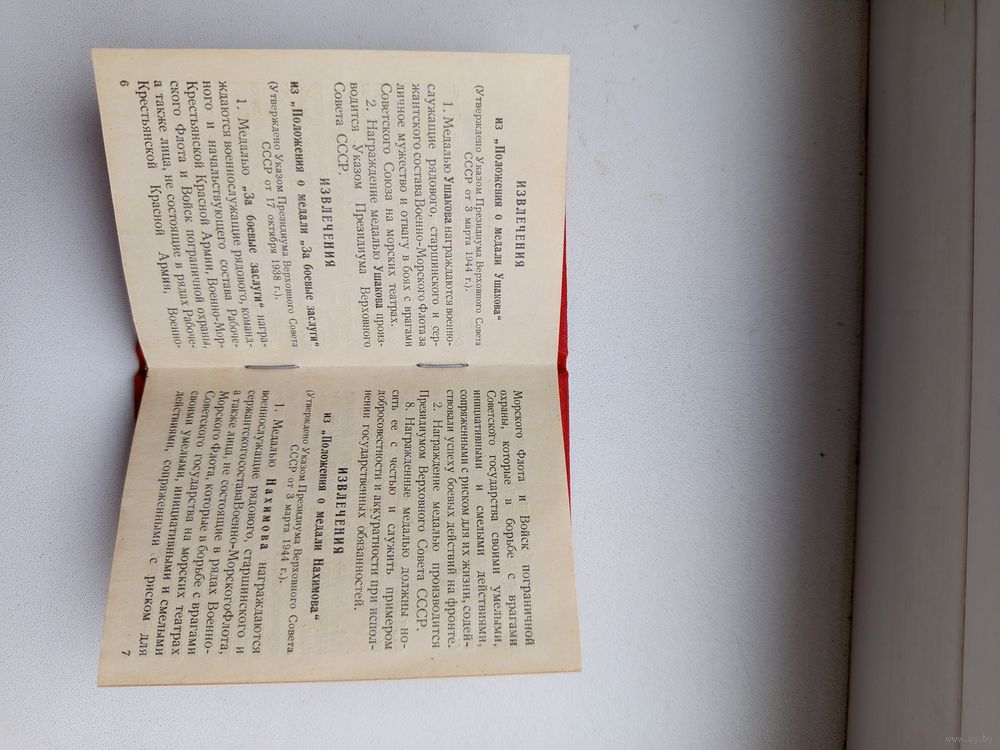 ИЗВЛЕЧЕНИЯ
из „Положения о медали Ушакова“
(Утверждено Указом Президиума Верховного Совета
СССР от 3 марта 1944 г.).
1. Медалью Ушакова награждаются военно-
служащие рядового, старшинского и сер-
жантского состава Военно-Морского Флота за
личное мужество и отвагу в боях с врагами
Советского Союза на морских театрах.
2. Награждение медалью Ушакова произ-
водится Указом Президиума Верховного
Совета СССР.
ИЗВЛЕЧЕНИЯ
из „Положения о медали „За боевые заслуги“
(Утверждено Указом Президиума Верховного Совета
СССР от 17 октября 1938 г.).
1. Медалью „За боевые заслуги“ награ-
ждаются военнослужащие рядового, команд-
ного и начальствующего состава Рабоче-
Крестьянской Красной Армии, Военно-Мор-
ского Флота и Войск пограничной охраны,
а также лица, не состоящие в рядах Рабоче-
Крестьянской Красной Армии, Военно-
6
Морского Флота и Войск пограничной
охраны, которые в борьбе с врагами
Советского государства своими умелыми,
инициативными и смелыми действиями,
сопряженными с риском для их жизни, содей-
ствовали успеху боевых действий на фронте.
2. Награждение медалью производится
Президиумом Верховного Совета СССР.
8. Награжденные медалью должны но-
сить ее с честью и служить примером
добросовестности и аккуратности при испол-
нении государственных обязанностей.
ИЗВЛЕЧЕНИЯ
из „Положения о медали Нахимова“
(Утверждено Указом Президиума Верховного Совета
СССР от 3 марта 1944 г.).
1. Медалью Нахимова награждаются
военнослужащие рядового, старшинского и
сержантского состава Военно-Морского Флота,
а также лица, не состоящие в рядах Военно-
Морского Флота, которые в борьбе с врагами
Советского государства на морских театрах
своими умелыми, инициативными и смелыми
действиями, сопряженными с риском для
7
www.ay.by